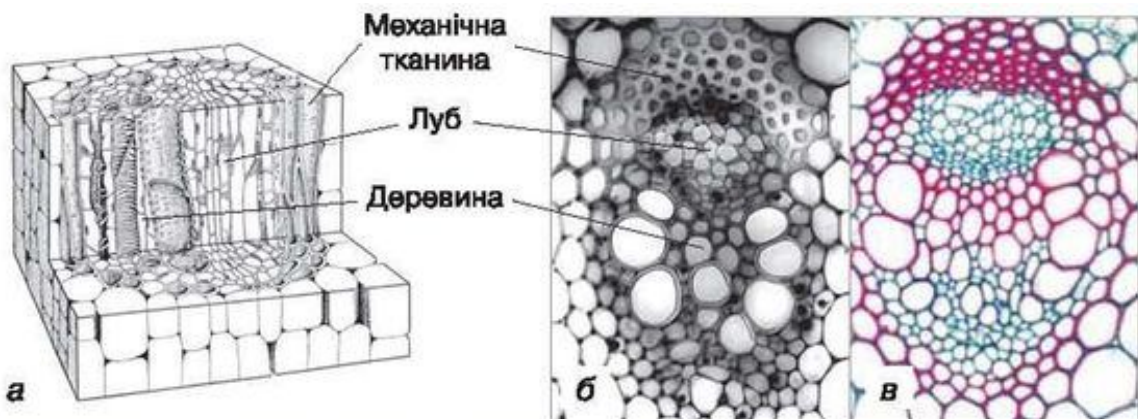 Механічна
тканина
Луб
Деревина
а
б
в